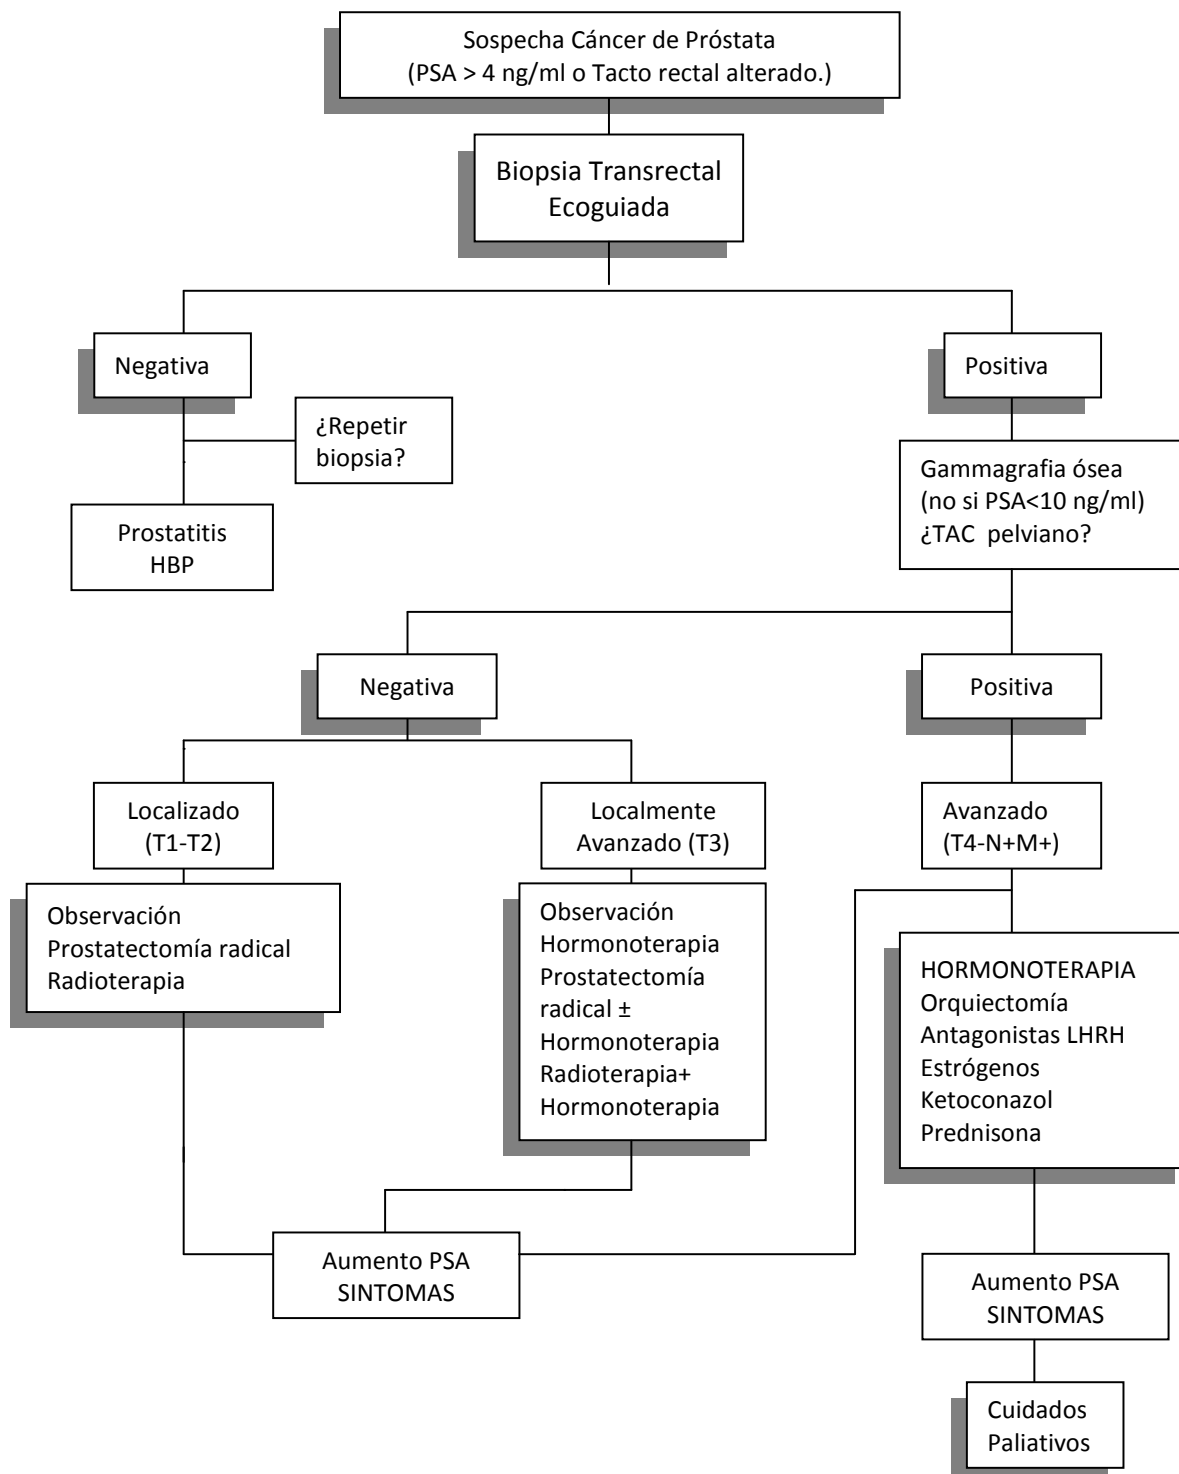 Sospecha Cáncer de Próstata
(PSA > 4 ng/ml o Tacto rectal alterado.)
Biopsia Transrectal
Ecoguiada
Negativa
Positiva
¿Repetir
biopsia?
Prostatitis
HBP
Gammagrafia ósea
(no si PSA<10 ng/ml)
¿TAC pelviano?
Negativa
Positiva
Localizado
(T1-T2)
Localmente
Avanzado (T3)
Avanzado
(T4-N+M+)
Observación
Prostatectomía radical
Radioterapia
Observación
Hormonoterapia
Prostatectomía
radical ±
Hormonoterapia
Radioterapia+
Hormonoterapia
HORMONOTERAPIA
Orquiectomía
Antagonistas LHRH
Estrógenos
Ketoconazol
Prednisona
Aumento PSA
SINTOMAS
Aumento PSA
SINTOMAS
Cuidados
Paliativos